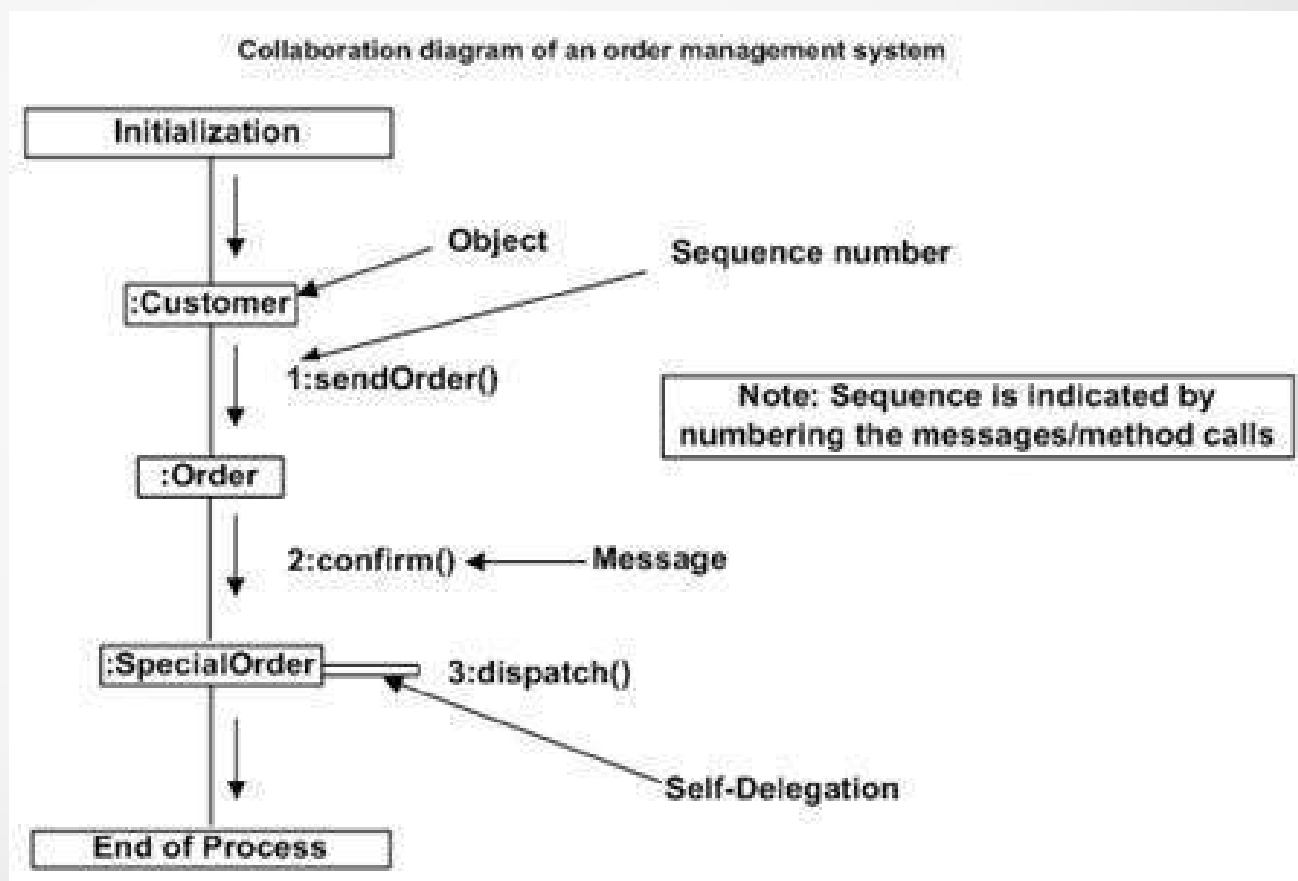 Collaboration diagram of an order management system
Initialization
Object
Sequence number
:Customer
1:sendOrder()
Note: Sequence is indicated by
numbering the messages/method calls
:Order
2:confirm()
Message
:SpecialOrder
3:dispatch()
Self-Delegation
End of Process